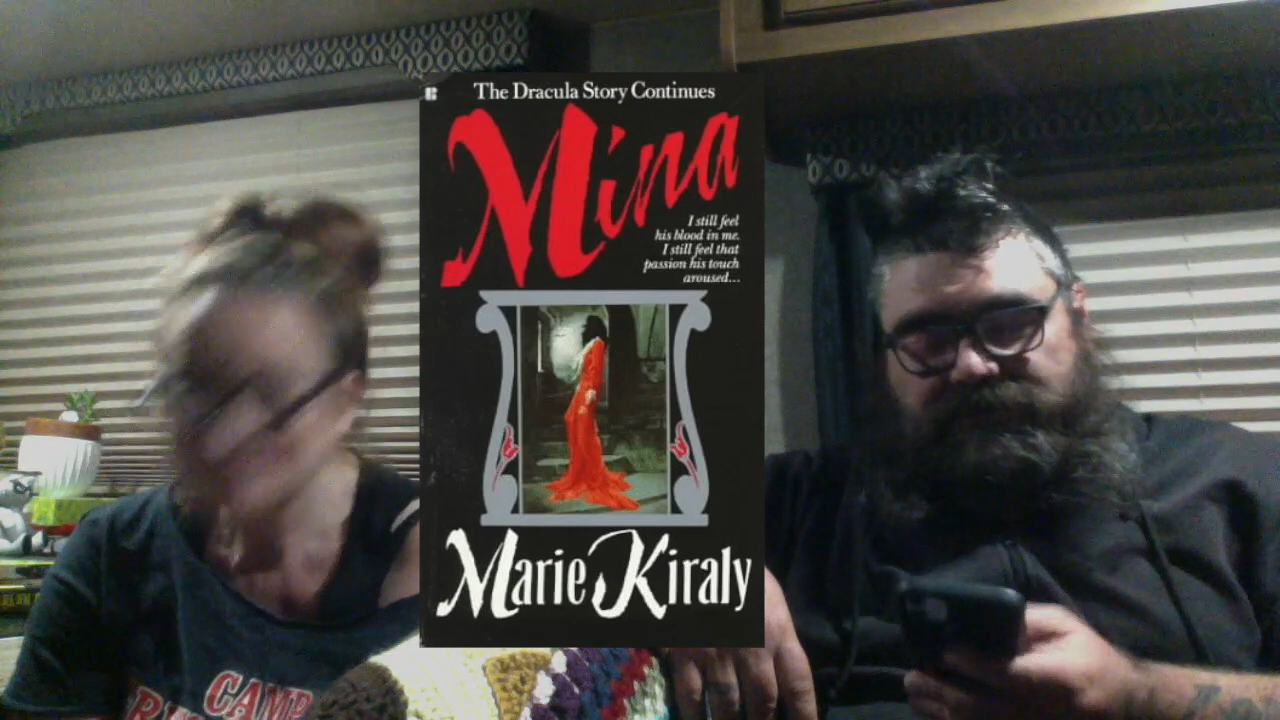 The Dracula Story Continues
Mina
I still feel
his blood in me.
I still feel that
passion his touch
aroused...
Marie Kiraly
CAMP